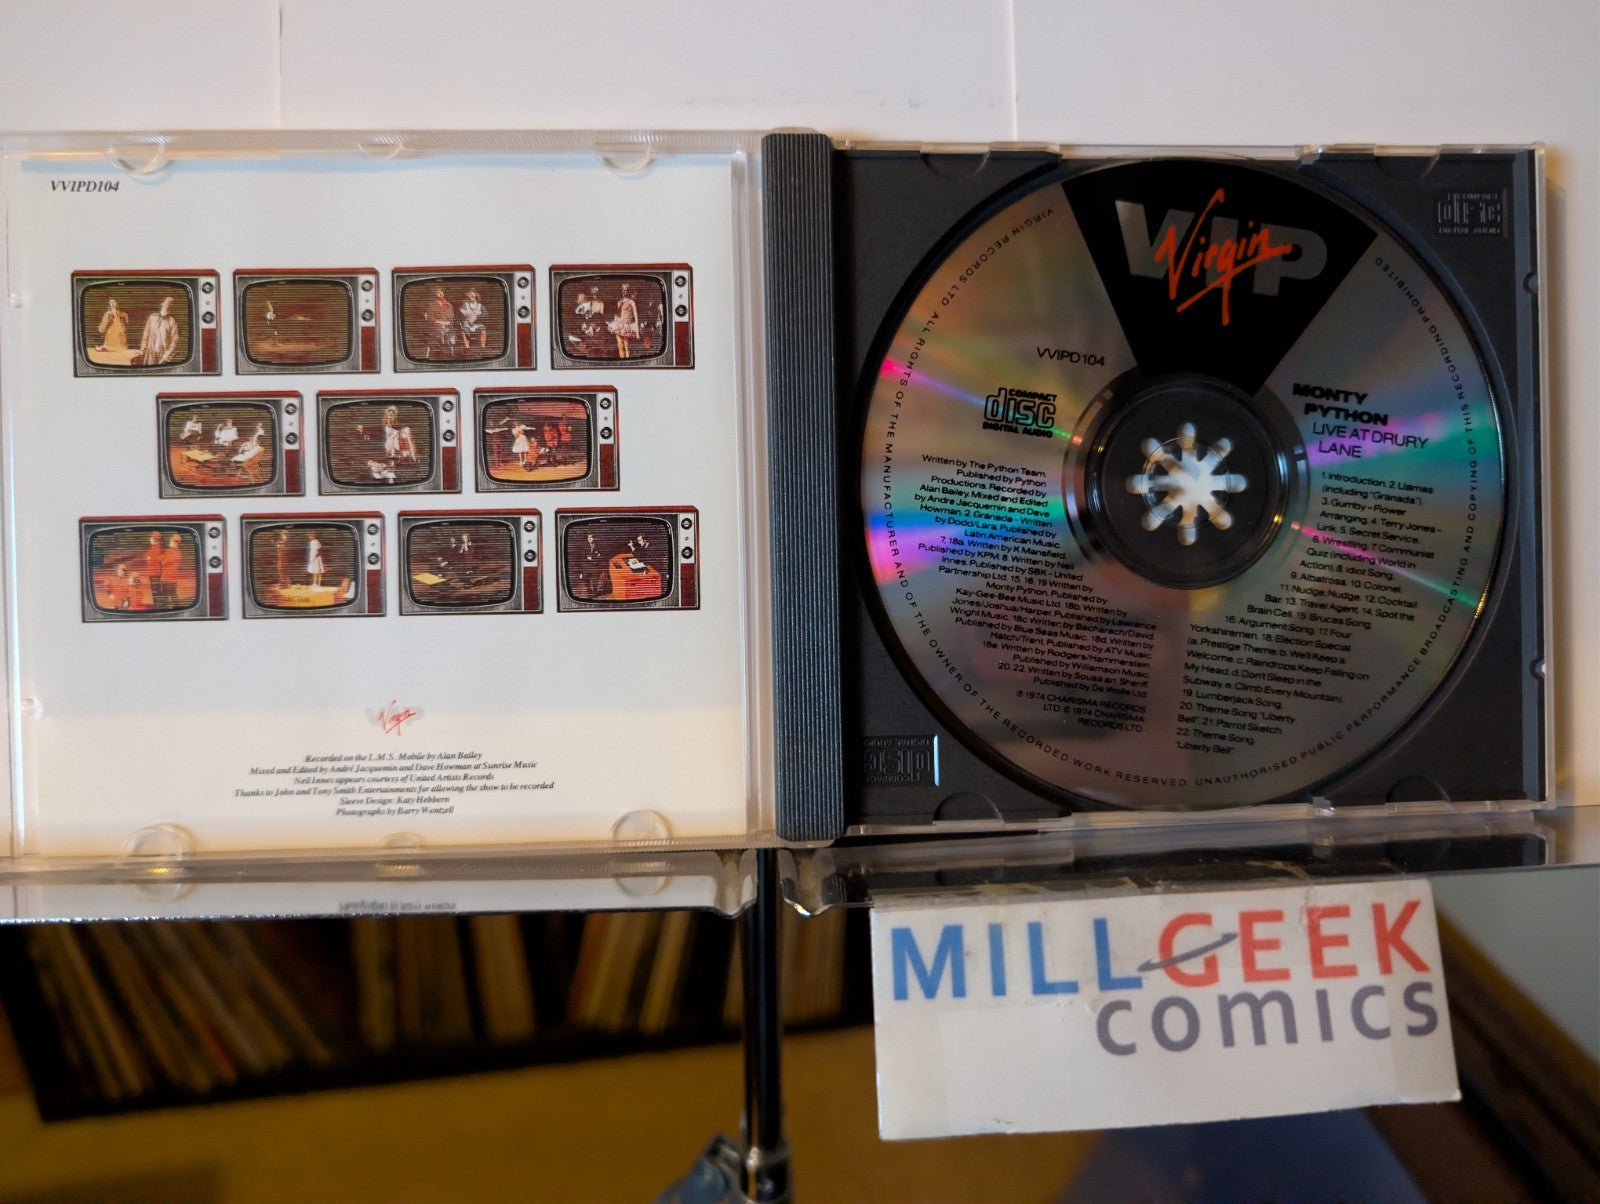 VVIPD104
Virgin
Recorded on the L.M.S. Mobile by Alan Bailey
Mixed and Edited by André Jacquemin and Dave Howman at Sunrise Music
Neil Innes appears courtesy of United Artists Records
Thanks to John and Tony Smith Entertainments for allowing the show to be recorded
Sleeve Design: Katy Hebbern
Photographs by Barry Wentzell
VIP
Virgin
VIRGIN RECORDS LTD. ALL RIGHTS OF THE MANUFACTURER AND OF THE OWNER OF THE RECORDED WORK RESERVED. UNAUTHORISED PUBLIC PERFORMANCE BROADCASTING AND COPYING OF THIS RECORDING PROHIBITED
VVIPD104
COMPACT
disc
DIGITAL AUDIO
Written by The Python Team.
Published by Python
Productions. Recorded by
Alan Bailey. Mixed and Edited
by Andre Jacquemin and Dave
Howman. 2. Granada - Written
by Dodd/Lara. Published by
Latin American Music.
7, 18a. Written by K Mansfield.
Published by KPM. 8. Written by Neil
Innes. Published by SBK - United
Partnership Ltd. 15, 16, 19 Written by
Monty Python. Published by
Kay-Gee-Bee Music Ltd. 18b. Written by
Jones/Joshua/Harper. Published by Lawrence
Wright Music. 18c Written by Bacharach/David.
Published by Blue Seas Music. 18d. Written by
Hatch/Trent. Published by ATV Music.
18e. Written by Rodgers/Hammerstein.
Published by Williamson Music.
20, 22. Written by Sousa arr. Sheriff.
Published by De Wolfe Ltd.
℗ 1974 CHARISMA RECORDS
LTD. © 1974 CHARISMA
RECORDS LTD.
MONTY
PYTHON
LIVE AT DRURY
LANE
1. Introduction. 2. Llamas
(including "Granada").
3. Gumby - Flower
Arranging. 4. Terry Jones -
Link. 5. Secret Service.
6. Wrestling. 7. Communist
Quiz (including World in
Action). 8. Idiot Song.
9. Albatross. 10. Colonel.
11. Nudge, Nudge. 12. Cocktail
Bar. 13. Travel Agent. 14. Spot the
Brain Cell. 15. Bruces Song.
16. Argument Song. 17. Four
Yorkshiremen. 18. Election Special.
(a. Prestige Theme: b. We'll Keep a
Welcome. c. Raindrops Keep Falling on
My Head. d. Don't Sleep in the
Subway. e. Climb Every Mountain).
19. Lumberjack Song.
20. Theme Song "Liberty
Bell". 21. Parrot Sketch.
22. Theme Song
"Liberty Bell"
COMPACT
disc
DIGITAL AUDIO
COMPACT
disc
DIGITAL AUDIO
MILLGEEK
COMICS